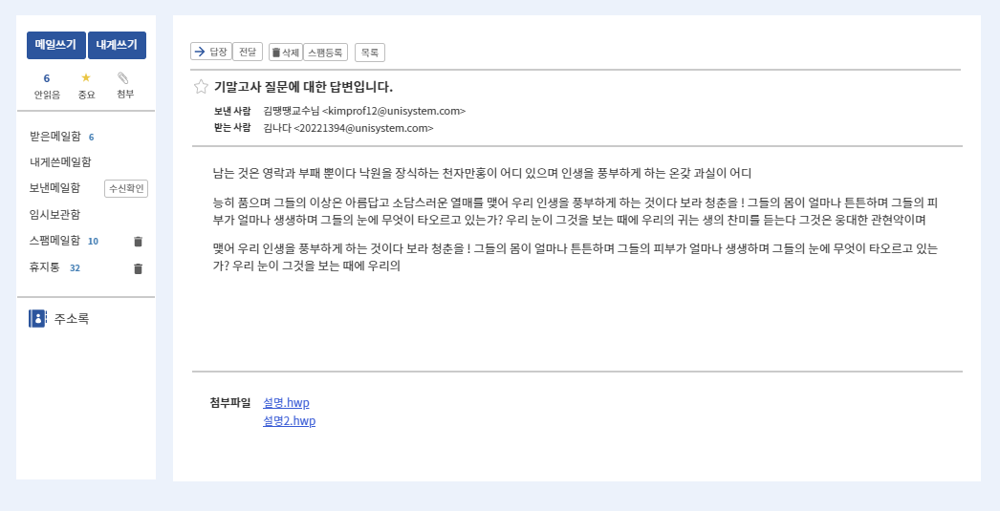 메일쓰기 내게쓰기
6
안읽음 중요 첨부
받은메일함 6
내게쓴메일함
보낸메일함 수신확인
임시보관함
스팸메일함 10
휴지통 32
주소록
답장 전달 삭제 스팸등록 목록
기말고사 질문에 대한 답변입니다.
보낸 사람 김땡땡교수님 <kimprof12@unisystem.com>
받는 사람 김나다 <20221394@unisystem.com>
남는 것은 영락과 부패 뿐이다 낙원을 장식하는 천자만홍이 어디 있으며 인생을 풍부하게 하는 온갖 과실이 어디
능히 품으며 그들의 이상은 아름답고 소담스러운 열매를 맺어 우리 인생을 풍부하게 하는 것이다 보라 청춘을 ! 그들의 몸이 얼마나 튼튼하며 그들의 피
부가 얼마나 생생하며 그들의 눈에 무엇이 타오르고 있는가? 우리 눈이 그것을 보는 때에 우리의 귀는 생의 찬미를 듣는다 그것은 웅대한 관현악이며
맺어 우리 인생을 풍부하게 하는 것이다 보라 청춘을 ! 그들의 몸이 얼마나 튼튼하며 그들의 피부가 얼마나 생생하며 그들의 눈에 무엇이 타오르고 있는
가? 우리 눈이 그것을 보는 때에 우리의
첨부파일 설명.hwp
설명2.hwp